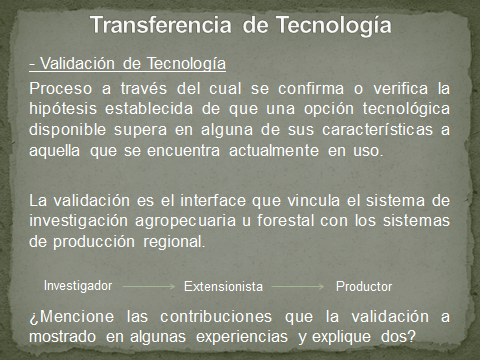 Transferencia de Tecnología
- Validación de Tecnología
Proceso a través del cual se confirma o verifica la
hipótesis establecida de que una opción tecnológica
disponible supera en alguna de sus características a
aquella que se encuentra actualmente en uso.
La validación es el interface que vincula el sistema de
investigación agropecuaria u forestal con los sistemas
de producción regional.
Investigador Extensionista Productor
¿Mencione las contribuciones que la validación a
mostrado en algunas experiencias y explique dos?